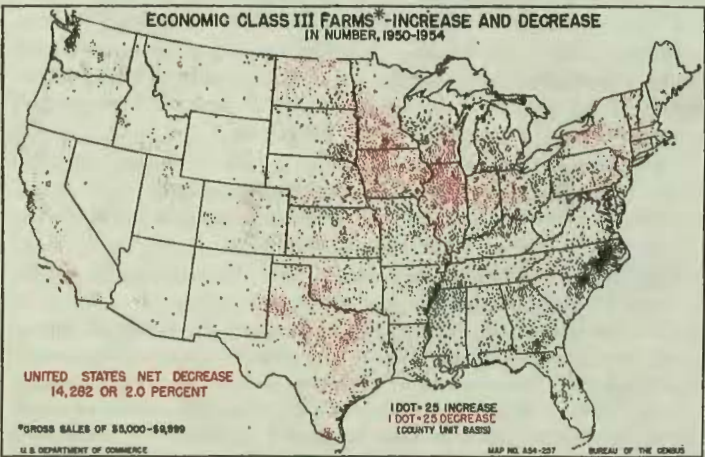 ECONOMIC CLASS III FARMS*-INCREASE AND DECREASE
IN NUMBER, 1950-1954
UNITED STATES NET DECREASE
14,282 OR 2.0 PERCENT
*GROSS SALES OF $5,000-$9,999
1 DOT=25 INCREASE
1 DOT=25 DECREASE
(COUNTY UNIT BASIS)
U. S. DEPARTMENT OF COMMERCE
MAP NO. A54-257
BUREAU OF THE CENSUS